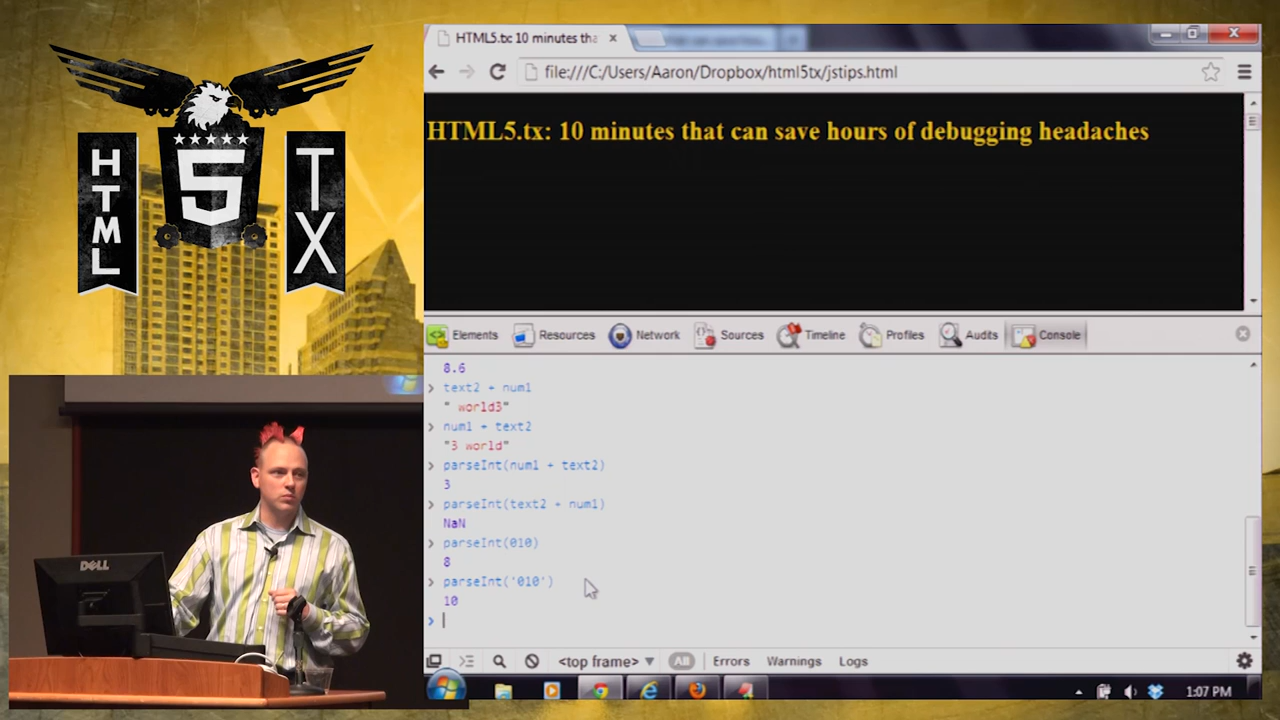 HTML
5
TX
HTML5.tx: 10 minutes tha
file:///C:/Users/Aaron/Dropbox/html5tx/jstips.html
HTML5.tx: 10 minutes that can save hours of debugging headaches
Elements Resources Network Sources Timeline Profiles Audits Console
8.6
text2 + num1
" world3"
num1 + text2
"3 world"
parseInt(num1 + text2)
3
parseInt(text2 + num1)
NaN
parseInt(010)
8
parseInt('010')
10
<top frame> All Errors Warnings Logs
1:07 PM
DELL